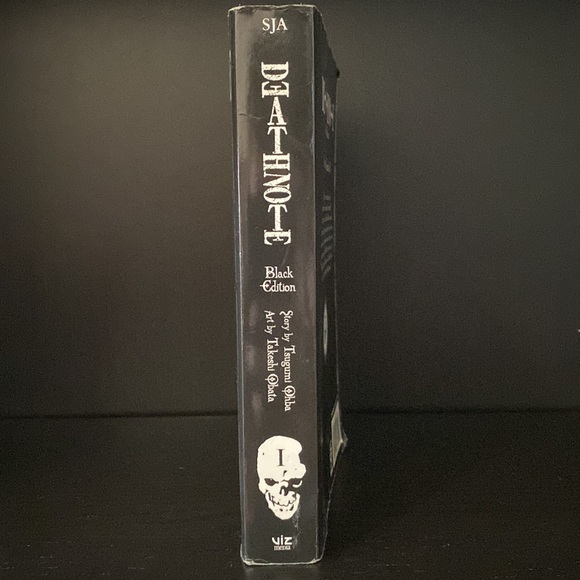 SJA
DEATHNOTE
Black
Edition
Story by Tsugumi Ohba
Art by Takeshi Obata
I
VIZ
media